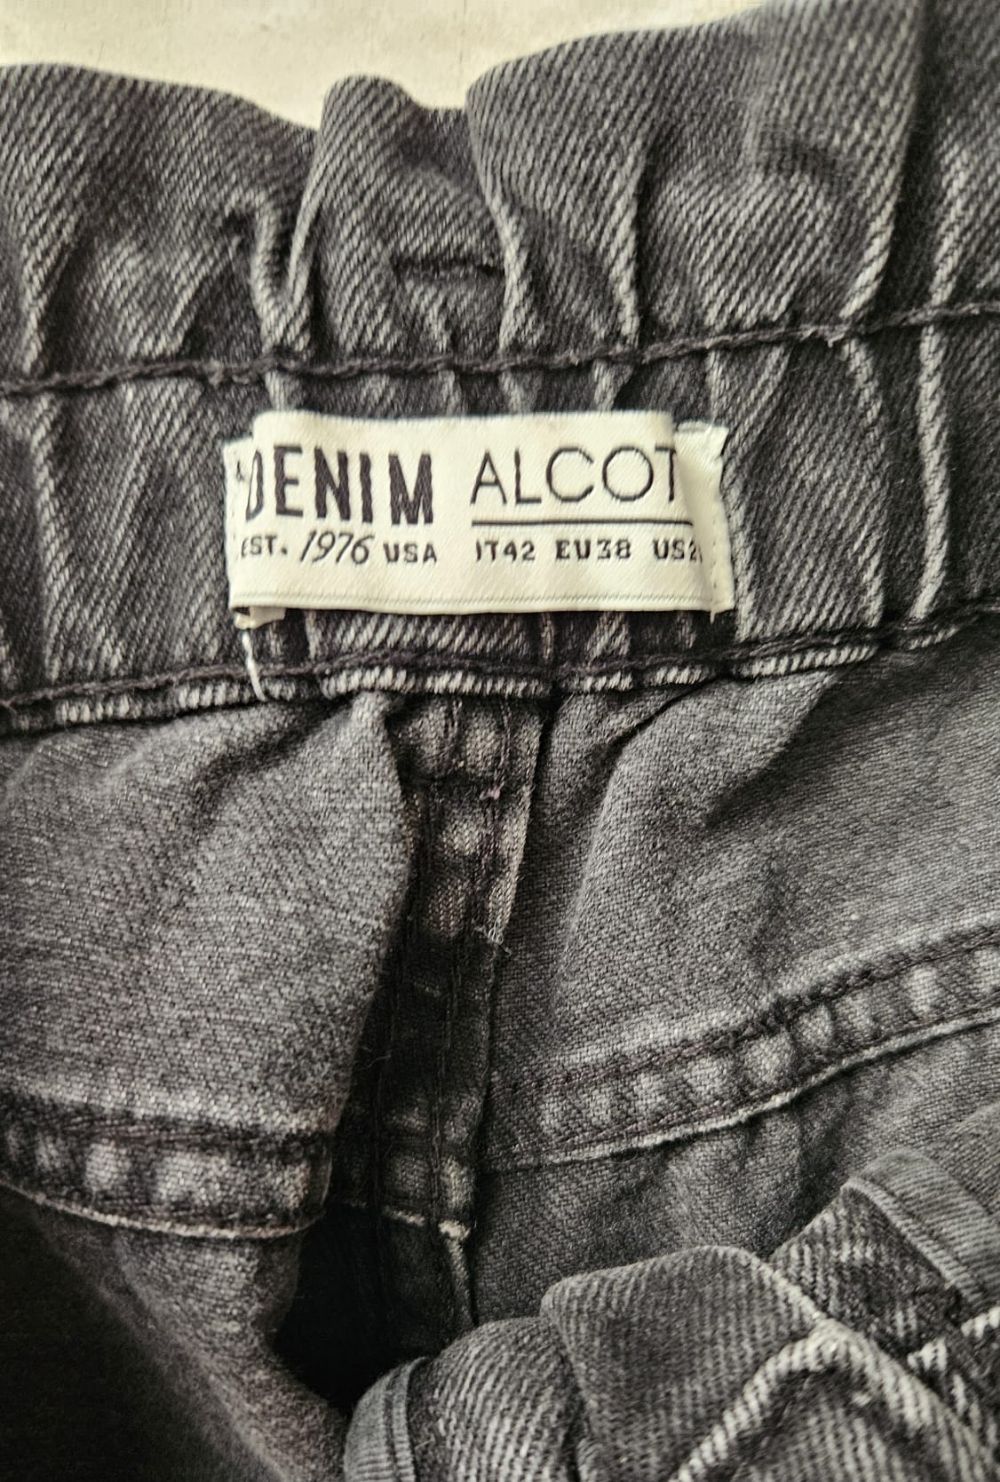 DENIM ALCOT
EST. 1976 USA IT42 EU38 US2